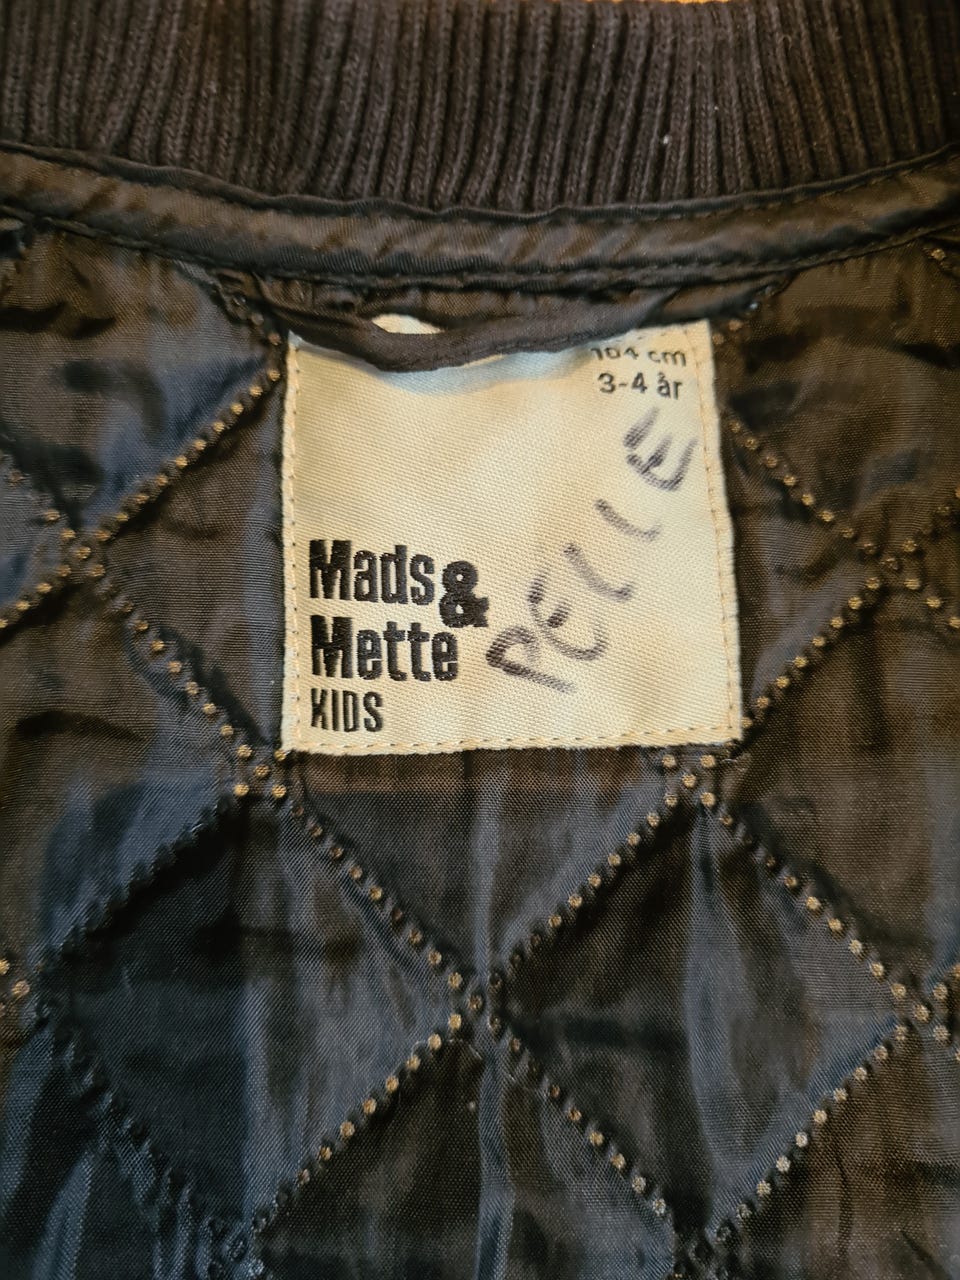 104 cm
3-4 år
PELLE
Mads &
Mette
KIDS